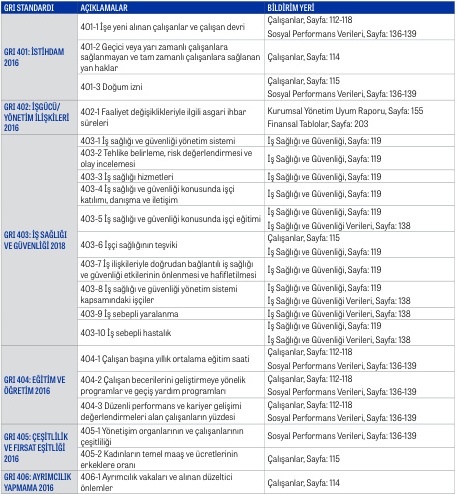 GRI STANDARDI AÇIKLAMALAR BİLDİRİM YERİ
GRI 401: İSTİHDAM
2016
401-1 İşe yeni alınan çalışanlar ve çalışan devri
Çalışanlar, Sayfa: 112-118
Sosyal Performans Verileri, Sayfa: 136-139
401-2 Geçici veya yarı zamanlı çalışanlara
sağlanmayan ve tam zamanlı çalışanlara sağlanan
yan haklar
Çalışanlar, Sayfa: 114
401-3 Doğum izni
Çalışanlar, Sayfa: 115
Sosyal Performans Verileri, Sayfa: 136-139
GRI 402: İŞGÜCÜ/
YÖNETİM İLİŞKİLERİ
2016
402-1 Faaliyet değişiklikleriyle ilgili asgari ihbar
süreleri
Kurumsal Yönetim Uyum Raporu, Sayfa: 155
Finansal Tablolar, Sayfa: 203
GRI 403: İŞ SAĞLIĞI
VE GÜVENLİĞİ 2018
403-1 İş sağlığı ve güvenliği yönetim sistemi
İş Sağlığı ve Güvenliği, Sayfa: 119
403-2 Tehlike belirleme, risk değerlendirmesi ve
olay incelemesi
İş Sağlığı ve Güvenliği, Sayfa: 119
403-3 İş sağlığı hizmetleri
İş Sağlığı ve Güvenliği, Sayfa: 119
403-4 İş sağlığı ve güvenliği konusunda işçi
katılımı, danışma ve iletişim
İş Sağlığı ve Güvenliği, Sayfa: 119
403-5 İş sağlığı ve güvenliği konusunda işçi eğitimi
İş Sağlığı ve Güvenliği, Sayfa: 119
İş Sağlığı ve Güvenliği Verileri, Sayfa: 138
403-6 İşçi sağlığının teşviki
Çalışanlar, Sayfa: 115
İş Sağlığı ve Güvenliği, Sayfa: 119
403-7 İş ilişkileriyle doğrudan bağlantılı iş sağlığı
ve güvenliği etkilerinin önlenmesi ve hafifletilmesi
İş Sağlığı ve Güvenliği, Sayfa: 119
403-8 İş sağlığı ve güvenliği yönetim sistemi
kapsamındaki işçiler
İş Sağlığı ve Güvenliği, Sayfa: 119
İş Sağlığı ve Güvenliği Verileri, Sayfa: 138
403-9 İş sebepli yaralanma
İş Sağlığı ve Güvenliği, Sayfa: 119
İş Sağlığı ve Güvenliği Verileri, Sayfa: 138
403-10 İş sebepli hastalık
İş Sağlığı ve Güvenliği, Sayfa: 119
İş Sağlığı ve Güvenliği Verileri, Sayfa: 138
GRI 404: EĞİTİM VE
ÖĞRETİM 2016
404-1 Çalışan başına yıllık ortalama eğitim saati
Çalışanlar, Sayfa: 112-118
Sosyal Performans Verileri, Sayfa: 136-139
404-2 Çalışan becerilerini geliştirmeye yönelik
programlar ve geçiş yardım programları
Çalışanlar, Sayfa: 112-118
Sosyal Performans Verileri, Sayfa: 136-139
404-3 Düzenli performans ve kariyer gelişimi
değerlendirmeleri alan çalışanların yüzdesi
Çalışanlar, Sayfa: 112-118
Sosyal Performans Verileri, Sayfa: 136-139
GRI 405: ÇEŞİTLİLİK
VE FIRSAT EŞİTLİĞİ
2016
405-1 Yönetişim organlarının ve çalışanlarının
çeşitliliği
Sosyal Performans Verileri, Sayfa: 136-139
405-2 Kadınların temel maaş ve ücretlerinin
erkeklere oranı
Çalışanlar, Sayfa: 115
GRI 406: AYRIMCILIK
YAPMAMA 2016
406-1 Ayrımcılık vakaları ve alınan düzeltici
önlemler
Çalışanlar, Sayfa: 114